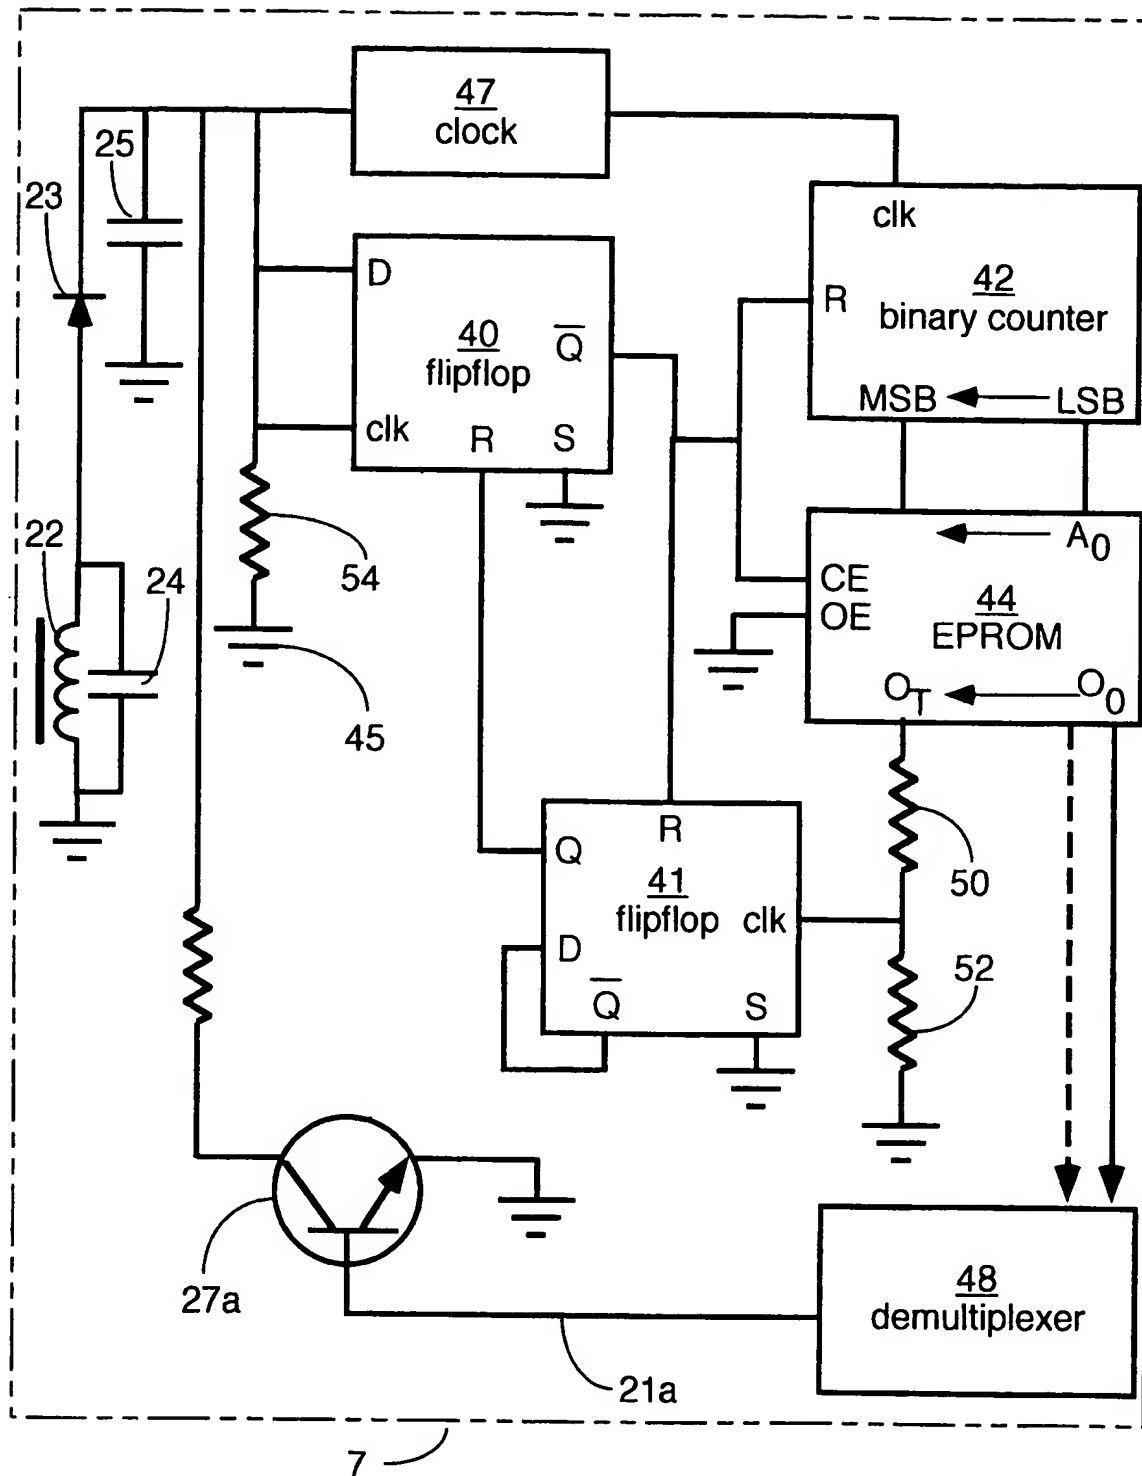 47
clock
25
23
clk
42
binary counter
R
MSB
LSB
D
40
flipflop
Q
clk
R
S
22
24
54
45
A0
CE
OE
44
EPROM
OT
O0
R
Q
41
flipflop
clk
D
Q
S
50
52
27a
21a
48
demultiplexer
7